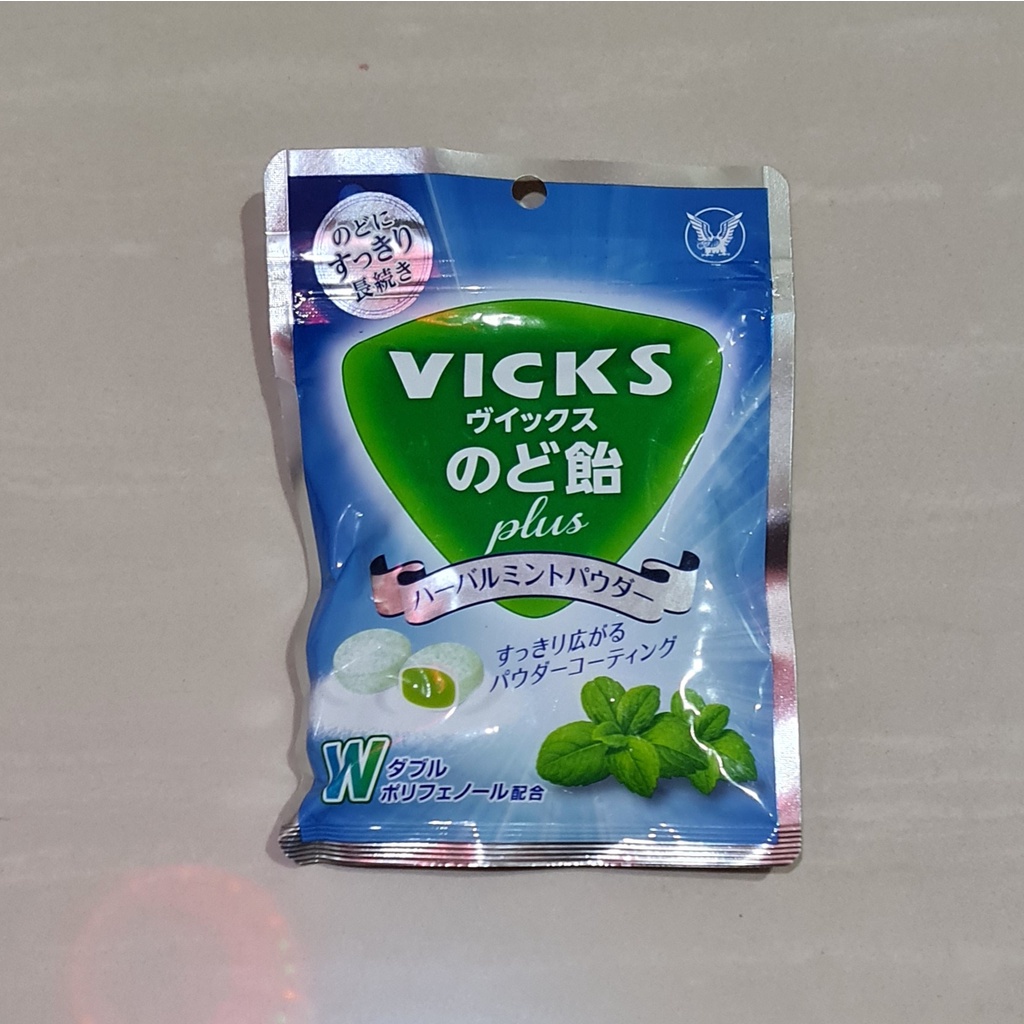 のどに
すっきり
長続き
VICKS
ヴイックス
のど飴
plus
ハーバルミントパウダー
すっきり広がる
パウダーコーティング
W ダブル
ポリフェノール配合